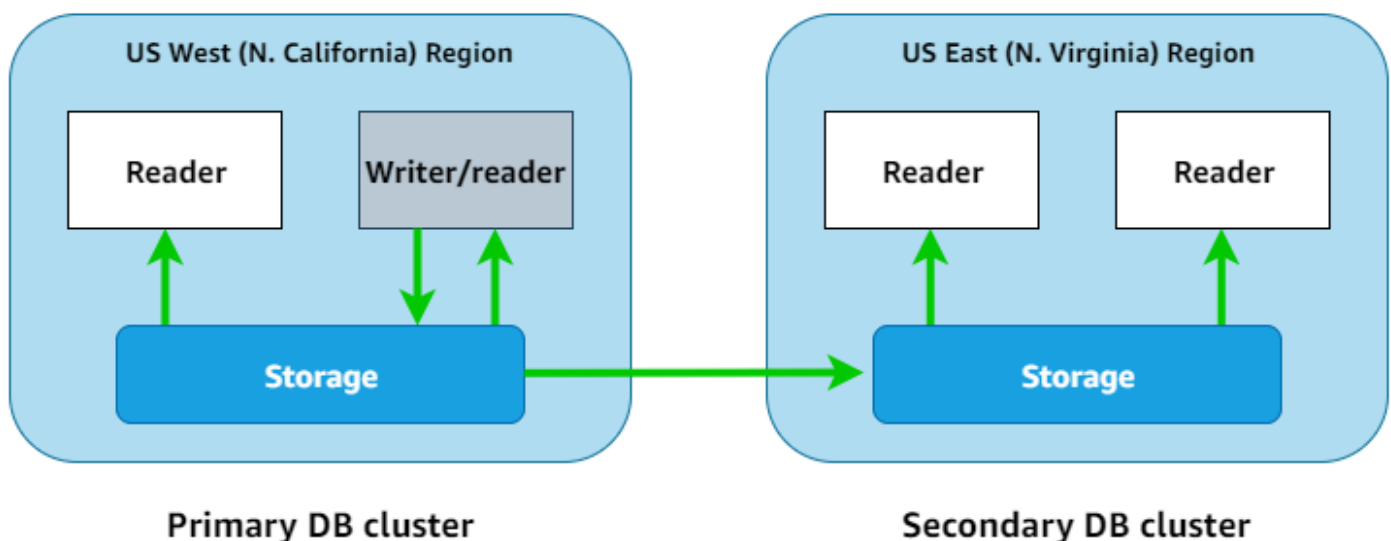 US West (N. California) Region
US East (N. Virginia) Region
Reader
Writer/reader
Reader
Reader
Storage
Storage
Primary DB cluster
Secondary DB cluster